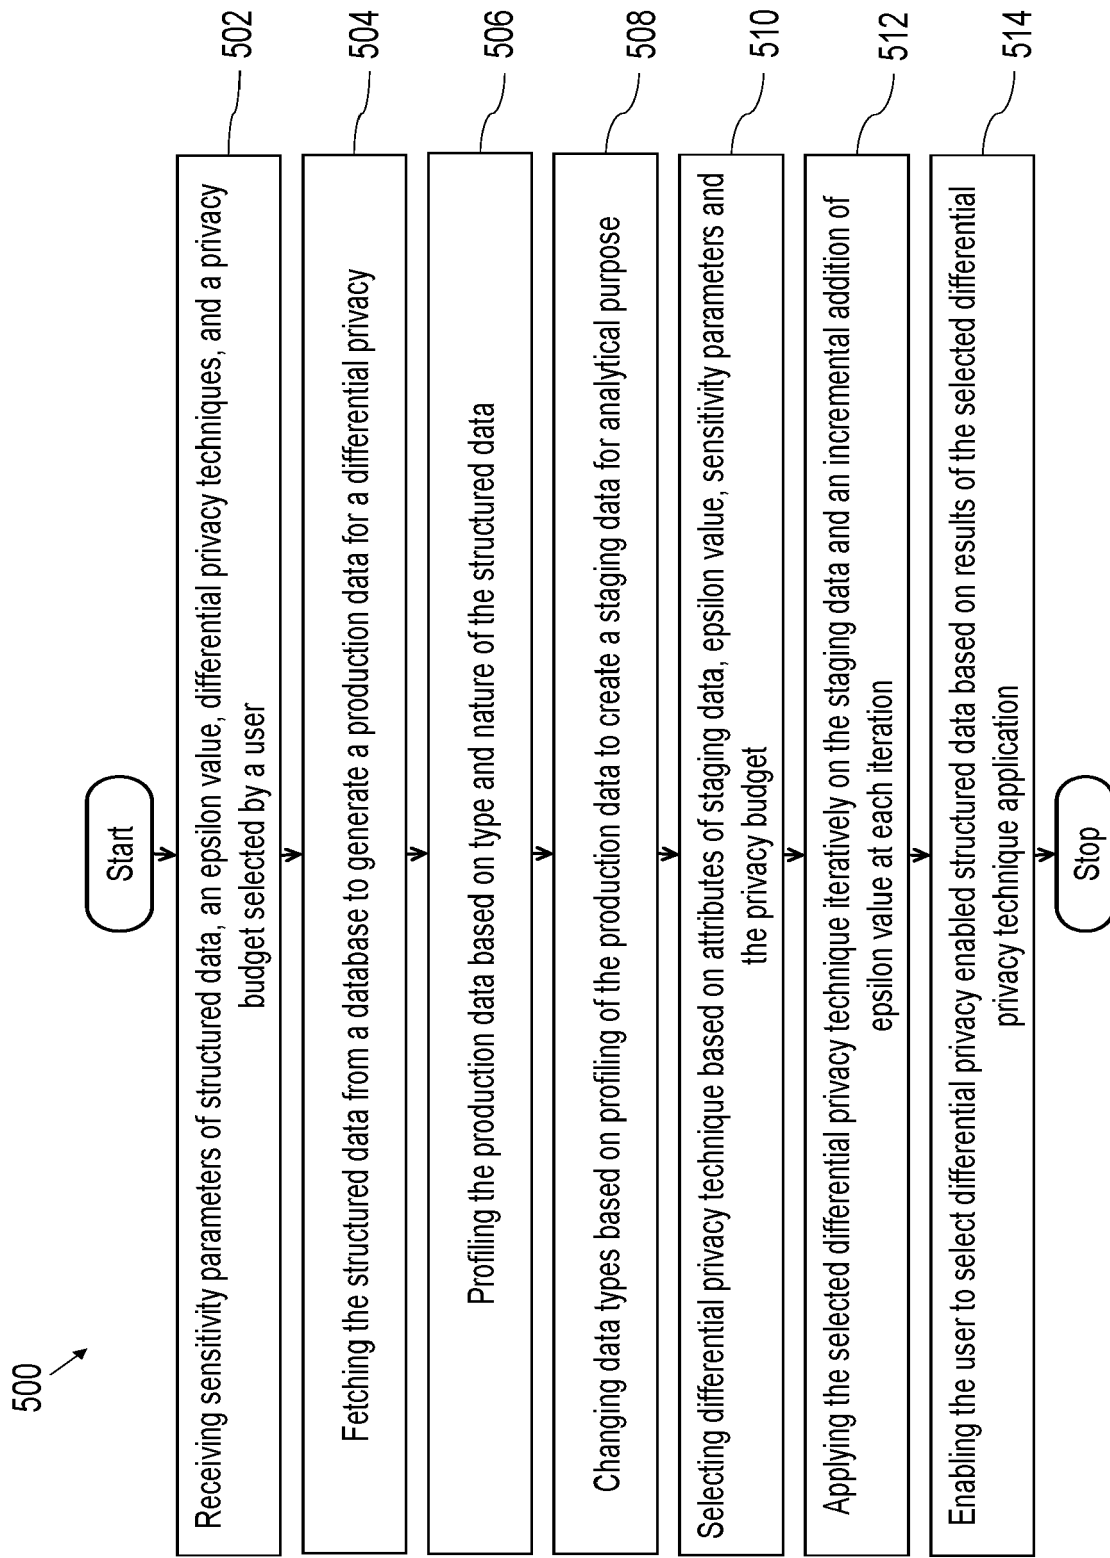 500
Start
Receiving sensitivity parameters of structured data, an epsilon value, differential privacy techniques, and a privacy
budget selected by a user
502
Fetching the structured data from a database to generate a production data for a differential privacy
504
Profiling the production data based on type and nature of the structured data
506
Changing data types based on profiling of the production data to create a staging data for analytical purpose
508
Selecting differential privacy technique based on attributes of staging data, epsilon value, sensitivity parameters and
the privacy budget
510
Applying the selected differential privacy technique iteratively on the staging data and an incremental addition of
epsilon value at each iteration
512
Enabling the user to select differential privacy enabled structured data based on results of the selected differential
privacy technique application
514
Stop